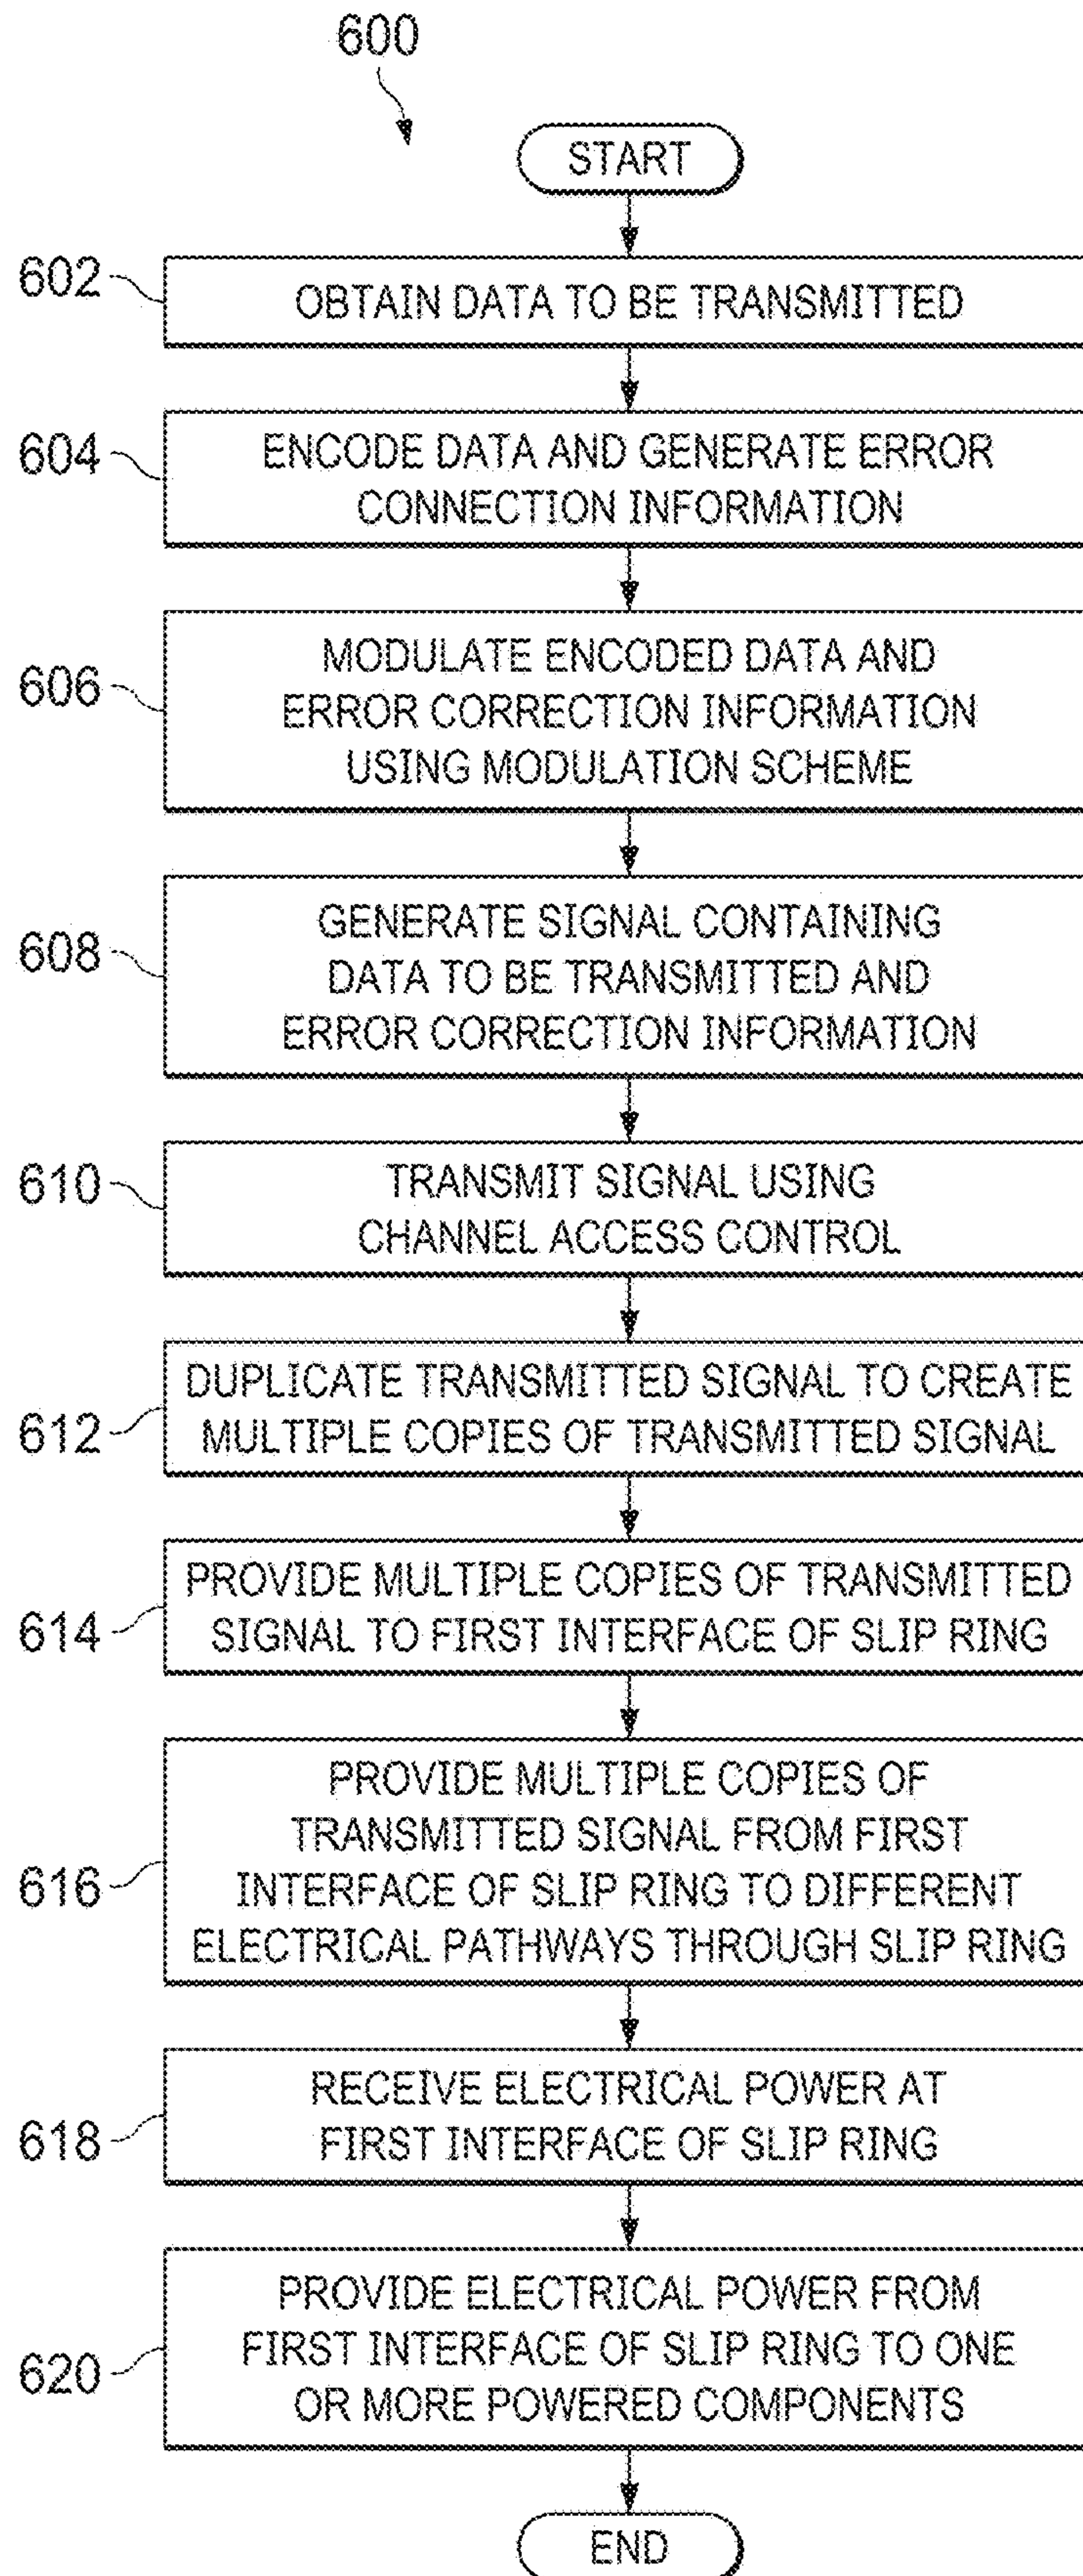 600
START
602
OBTAIN DATA TO BE TRANSMITTED
604
ENCODE DATA AND GENERATE ERROR
CONNECTION INFORMATION
606
MODULATE ENCODED DATA AND
ERROR CORRECTION INFORMATION
USING MODULATION SCHEME
608
GENERATE SIGNAL CONTAINING
DATA TO BE TRANSMITTED AND
ERROR CORRECTION INFORMATION
610
TRANSMIT SIGNAL USING
CHANNEL ACCESS CONTROL
612
DUPLICATE TRANSMITTED SIGNAL TO CREATE
MULTIPLE COPIES OF TRANSMITTED SIGNAL
614
PROVIDE MULTIPLE COPIES OF TRANSMITTED
SIGNAL TO FIRST INTERFACE OF SLIP RING
616
PROVIDE MULTIPLE COPIES OF
TRANSMITTED SIGNAL FROM FIRST
INTERFACE OF SLIP RING TO DIFFERENT
ELECTRICAL PATHWAYS THROUGH SLIP RING
618
RECEIVE ELECTRICAL POWER AT
FIRST INTERFACE OF SLIP RING
620
PROVIDE ELECTRICAL POWER FROM
FIRST INTERFACE OF SLIP RING TO ONE
OR MORE POWERED COMPONENTS
END